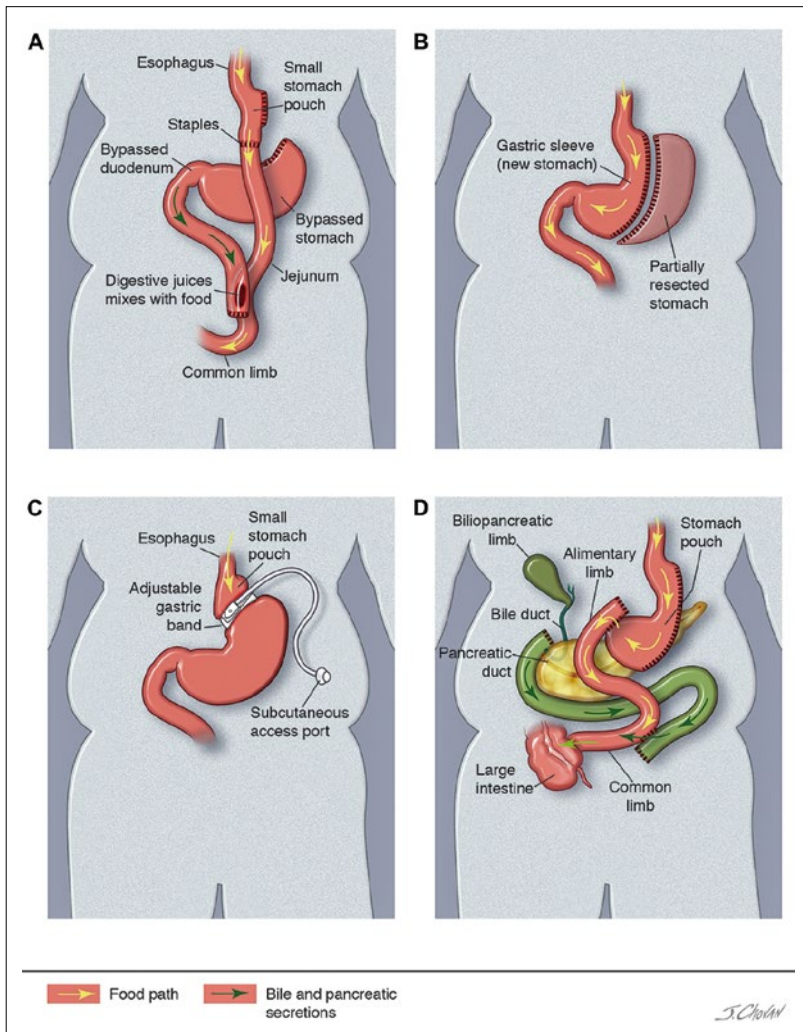 A
Esophagus
Small
stomach
pouch
Staples
Bypassed
duodenum
Bypassed
stomach
Digestive juices
mixes with food
Jejunum
Common limb
B
Gastric sleeve
(new stomach)
Partially
resected
stomach
C
Esophagus
Small
stomach
pouch
Adjustable
gastric
band
Subcutaneous
access port
D
Biliopancreatic
limb
Alimentary
limb
Stomach
pouch
Bile duct
Pancreatic
duct
Large
intestine
Common
limb
Food path
Bile and pancreatic
secretions
J. Chovan